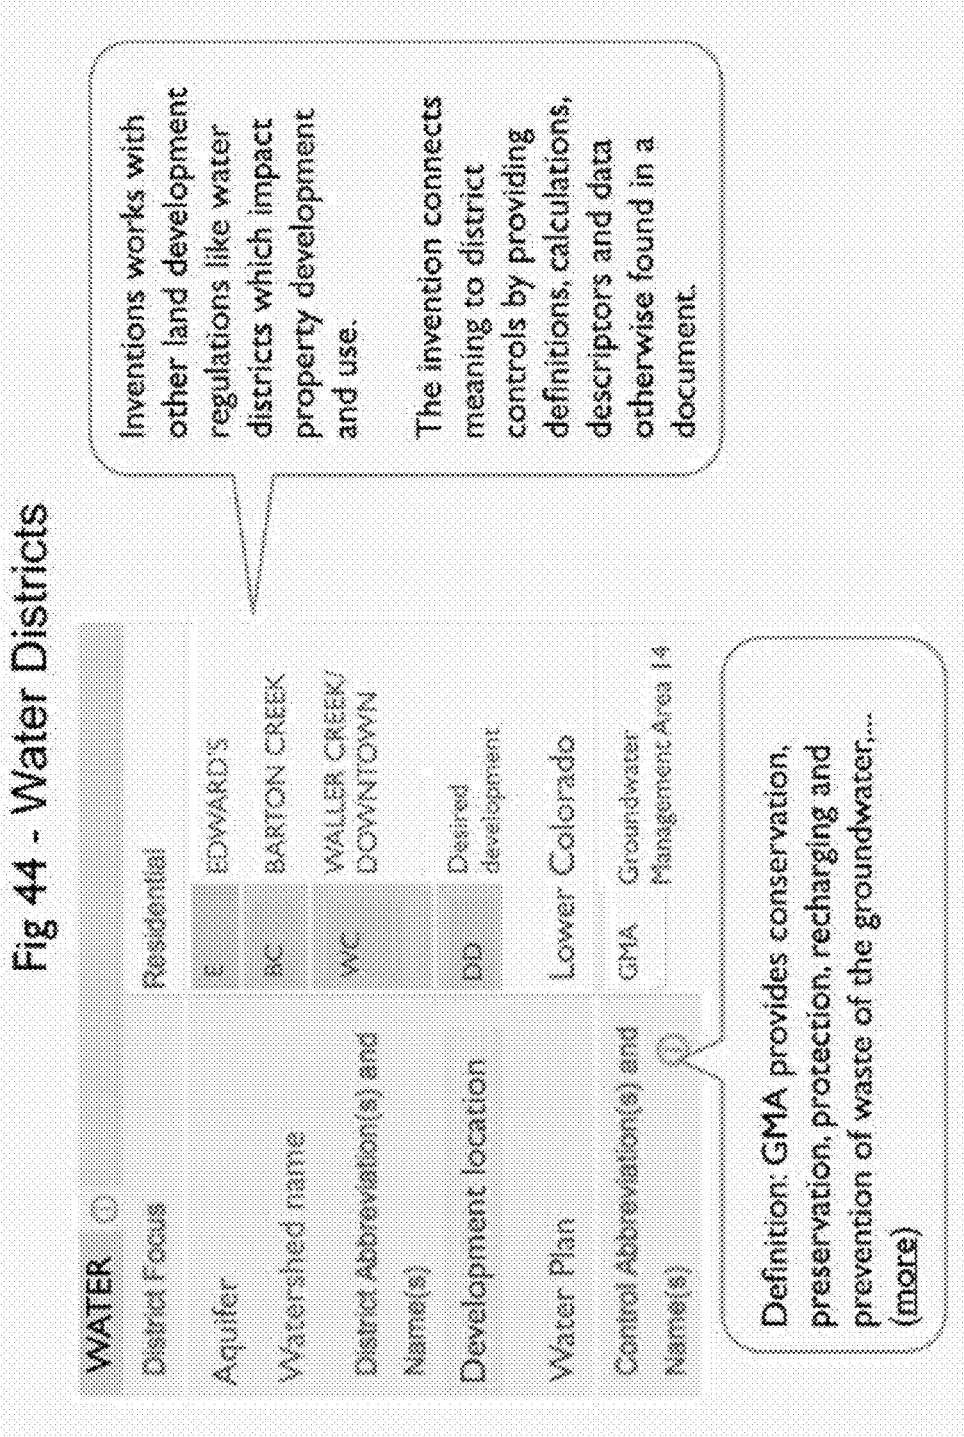 Fig 44 - Water Districts
WATER ⓘ
District Focus Residential
Aquifer E EDWARD'S
Watershed name BC BARTON CREEK
District Abbreviation(s) and WC WALLER CREEK/
Name(s) DOWNTOWN
Development location DD Desired
development
Water Plan Lower Colorado
Control Abbreviation(s) and GMA Groundwater
Name(s) ⓘ Management Area 14
Inventions works with
other land development
regulations like water
districts which impact
property development
and use.
The invention connects
meaning to district
controls by providing
definitions, calculations,
descriptors and data
otherwise found in a
document.
Definition: GMA provides conservation,
preservation, protection, recharging and
prevention of waste of the groundwater,...
(more)